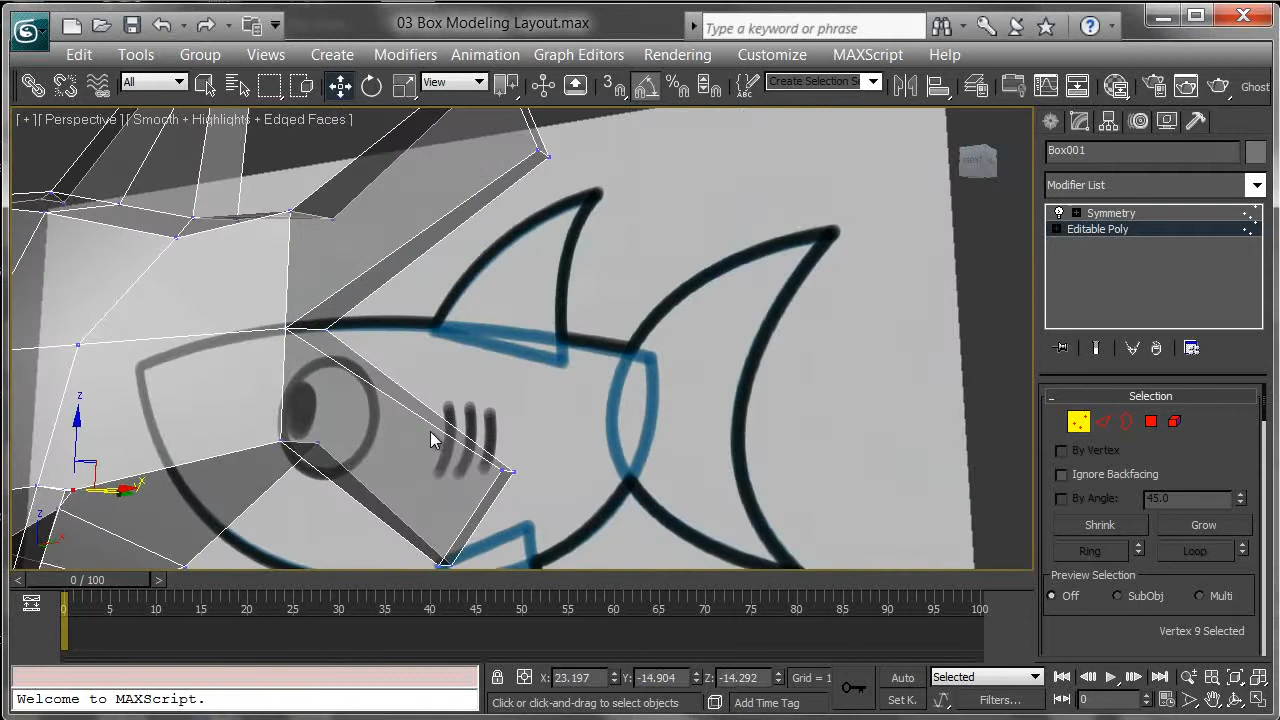 03 Box Modeling Layout.max
Type a keyword or phrase
Edit Tools Group Views Create Modifiers Animation Graph Editors Rendering Customize MAXScript Help
All View 3 Create Selection Se ABC Ghost
[ + ][ Perspective ][ Smooth + Highlights + Edged Faces ]
FRONT
Box001
Modifier List
Symmetry
Editable Poly
Selection
By Vertex
Ignore Backfacing
By Angle: 45.0
Shrink Grow
Ring Loop
Preview Selection
Off SubObj Multi
Vertex 9 Selected
z
y
z
x
< 0 / 100 >
0 5 10 15 20 25 30 35 40 45 50 55 60 65 70 75 80 85 90 95 100
X: 23.197 Y: -14.904 Z: -14.292 Grid = 1
Auto Selected
Welcome to MAXScript.
Click or click-and-drag to select objects Add Time Tag
Set K. Filters... 0